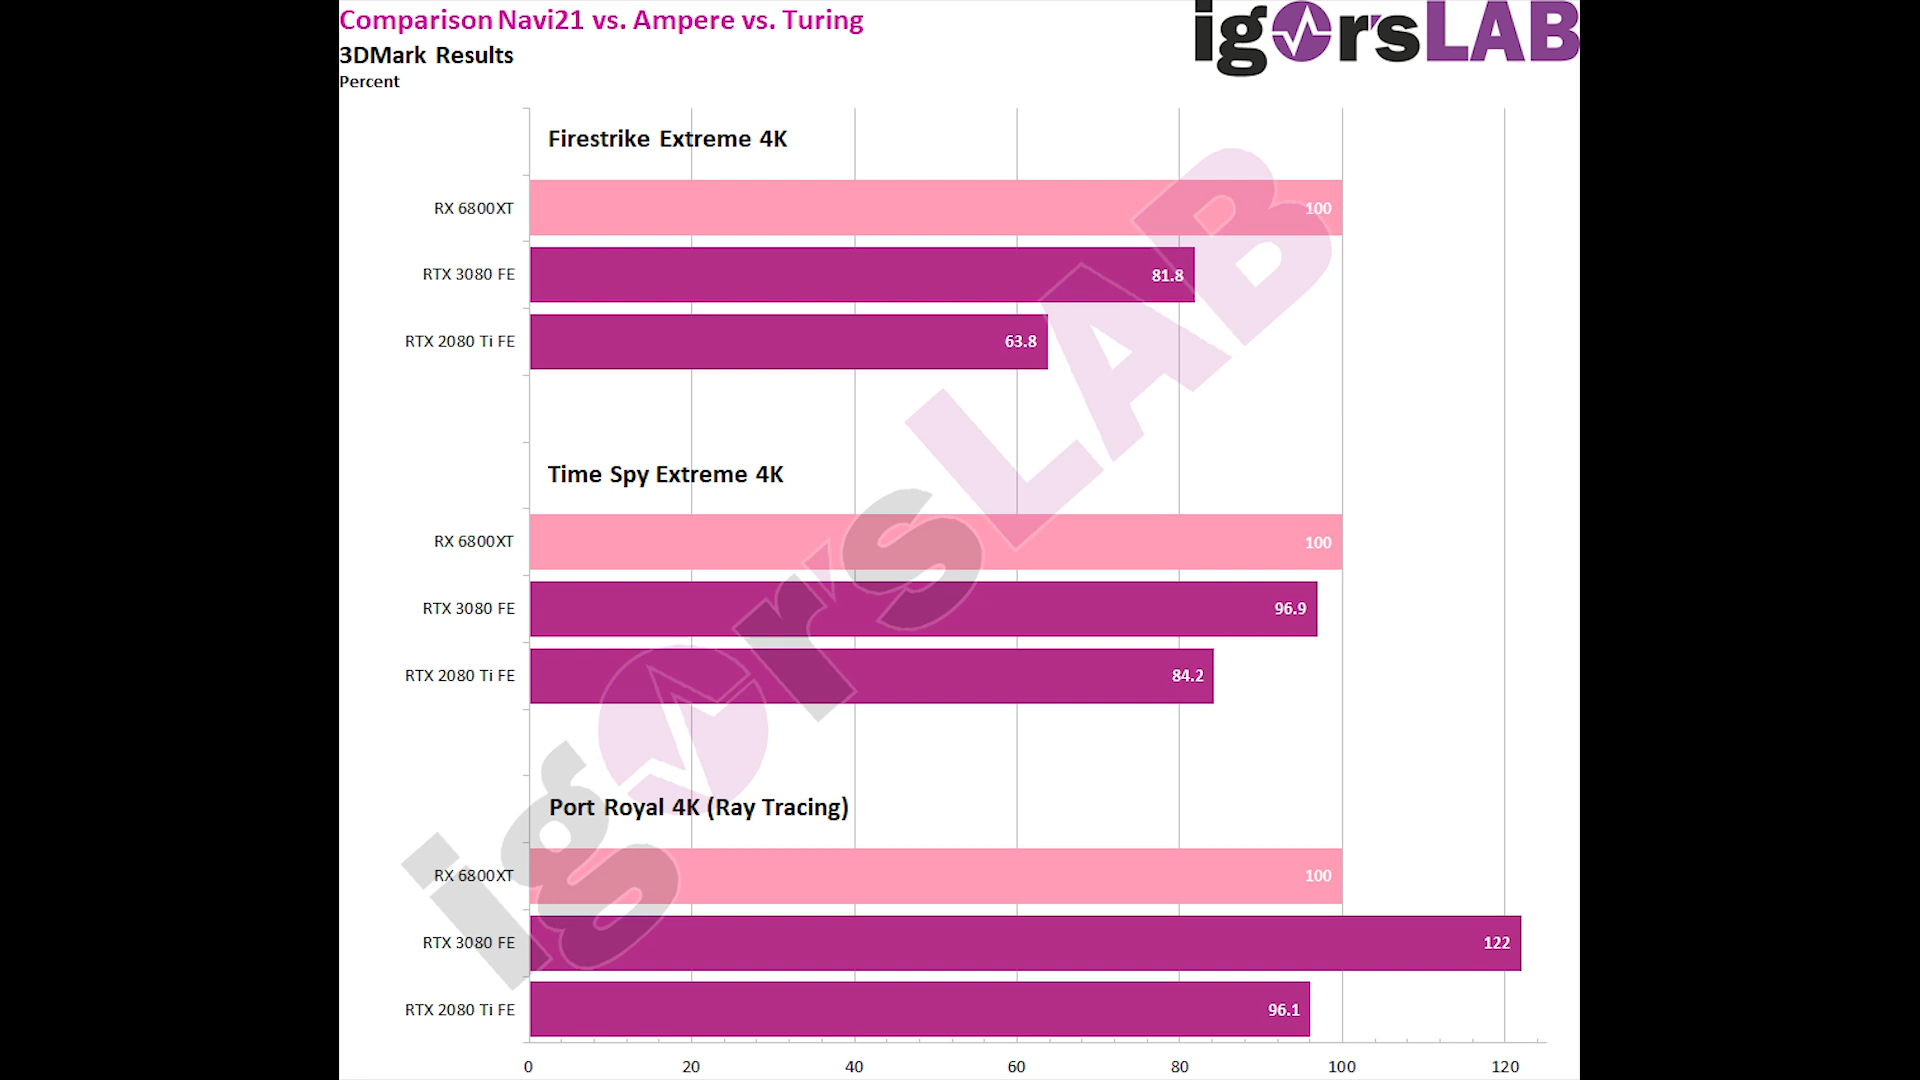 Comparison Navi21 vs. Ampere vs. Turing
igorsLAB
3DMark Results
Percent
Firestrike Extreme 4K
RX 6800XT 100
RTX 3080 FE 81.8
RTX 2080 Ti FE 63.8
Time Spy Extreme 4K
RX 6800XT 100
RTX 3080 FE 96.9
RTX 2080 Ti FE 84.2
Port Royal 4K (Ray Tracing)
RX 6800XT 100
RTX 3080 FE 122
RTX 2080 Ti FE 96.1
0 20 40 60 80 100 120
igor'sLAB